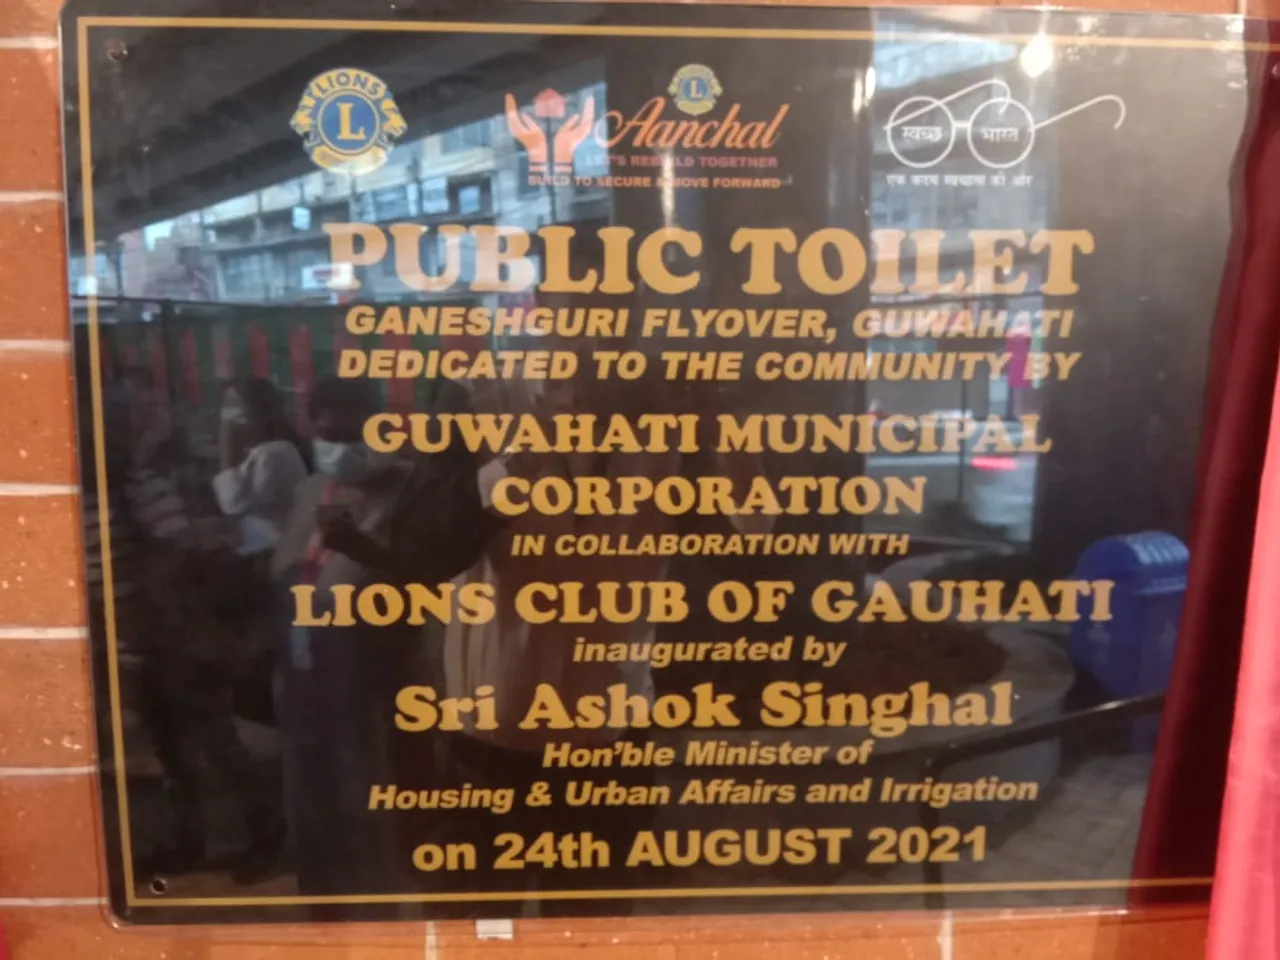 LIONS
L
L
Aanchal
LET'S REBUILD TOGETHER
BUILD TO SECURE & MOVE FORWARD
स्वच्छ भारत
एक कदम स्वच्छता की ओर
PUBLIC TOILET
GANESHGURI FLYOVER, GUWAHATI
DEDICATED TO THE COMMUNITY BY
GUWAHATI MUNICIPAL
CORPORATION
IN COLLABORATION WITH
LIONS CLUB OF GAUHATI
inaugurated by
Sri Ashok Singhal
Hon'ble Minister of
Housing & Urban Affairs and Irrigation
on 24th AUGUST 2021